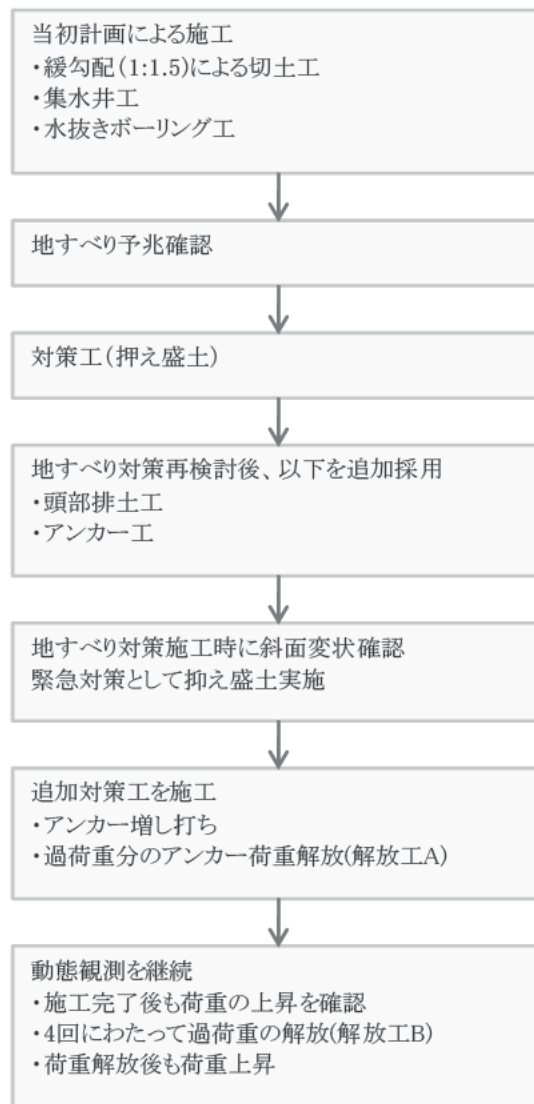 当初計画による施工
・緩勾配(1:1.5)による切土工
・集水井工
・水抜きボーリング工
地すべり予兆確認
対策工(押え盛土)
地すべり対策再検討後、以下を追加採用
・頭部排土工
・アンカー工
地すべり対策施工時に斜面変状確認
緊急対策として抑え盛土実施
追加対策工を施工
・アンカー増し打ち
・過荷重分のアンカー荷重解放(解放工A)
動態観測を継続
・施工完了後も荷重の上昇を確認
・4回にわたって過荷重の解放(解放工B)
・荷重解放後も荷重上昇